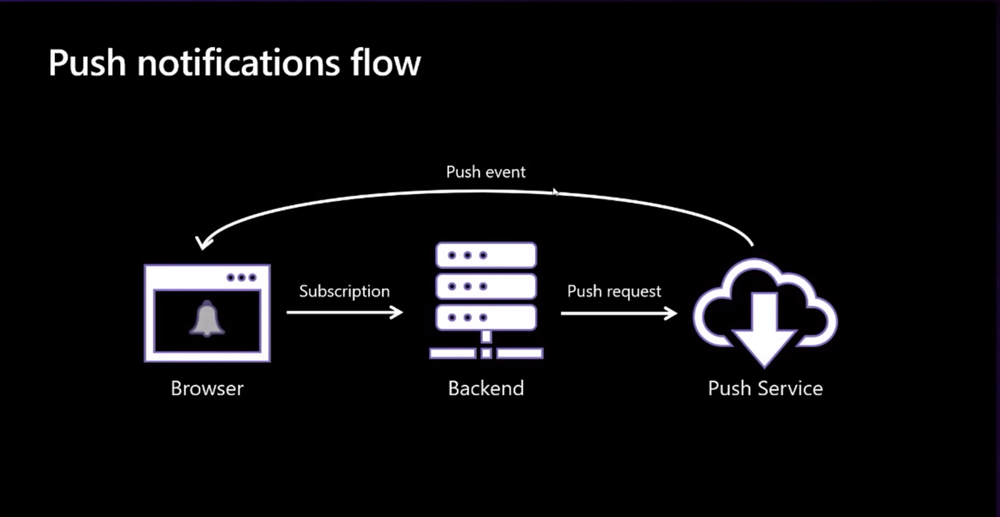 Push notifications flow
Push event
Subscription
Push request
Browser
Backend
Push Service